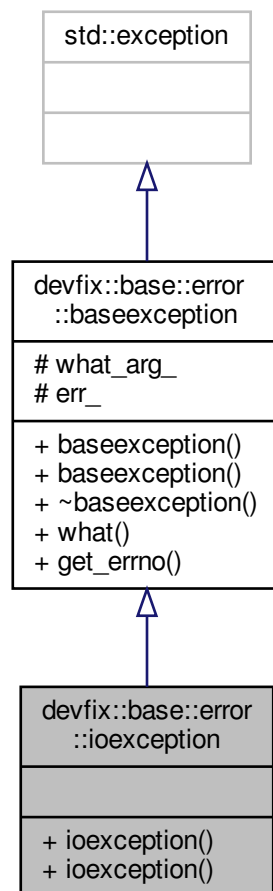 std::exception
devfix::base::error
::baseexception
# what_arg_
# err_
+ baseexception()
+ baseexception()
+ ~baseexception()
+ what()
+ get_errno()
devfix::base::error
::ioexception
+ ioexception()
+ ioexception()